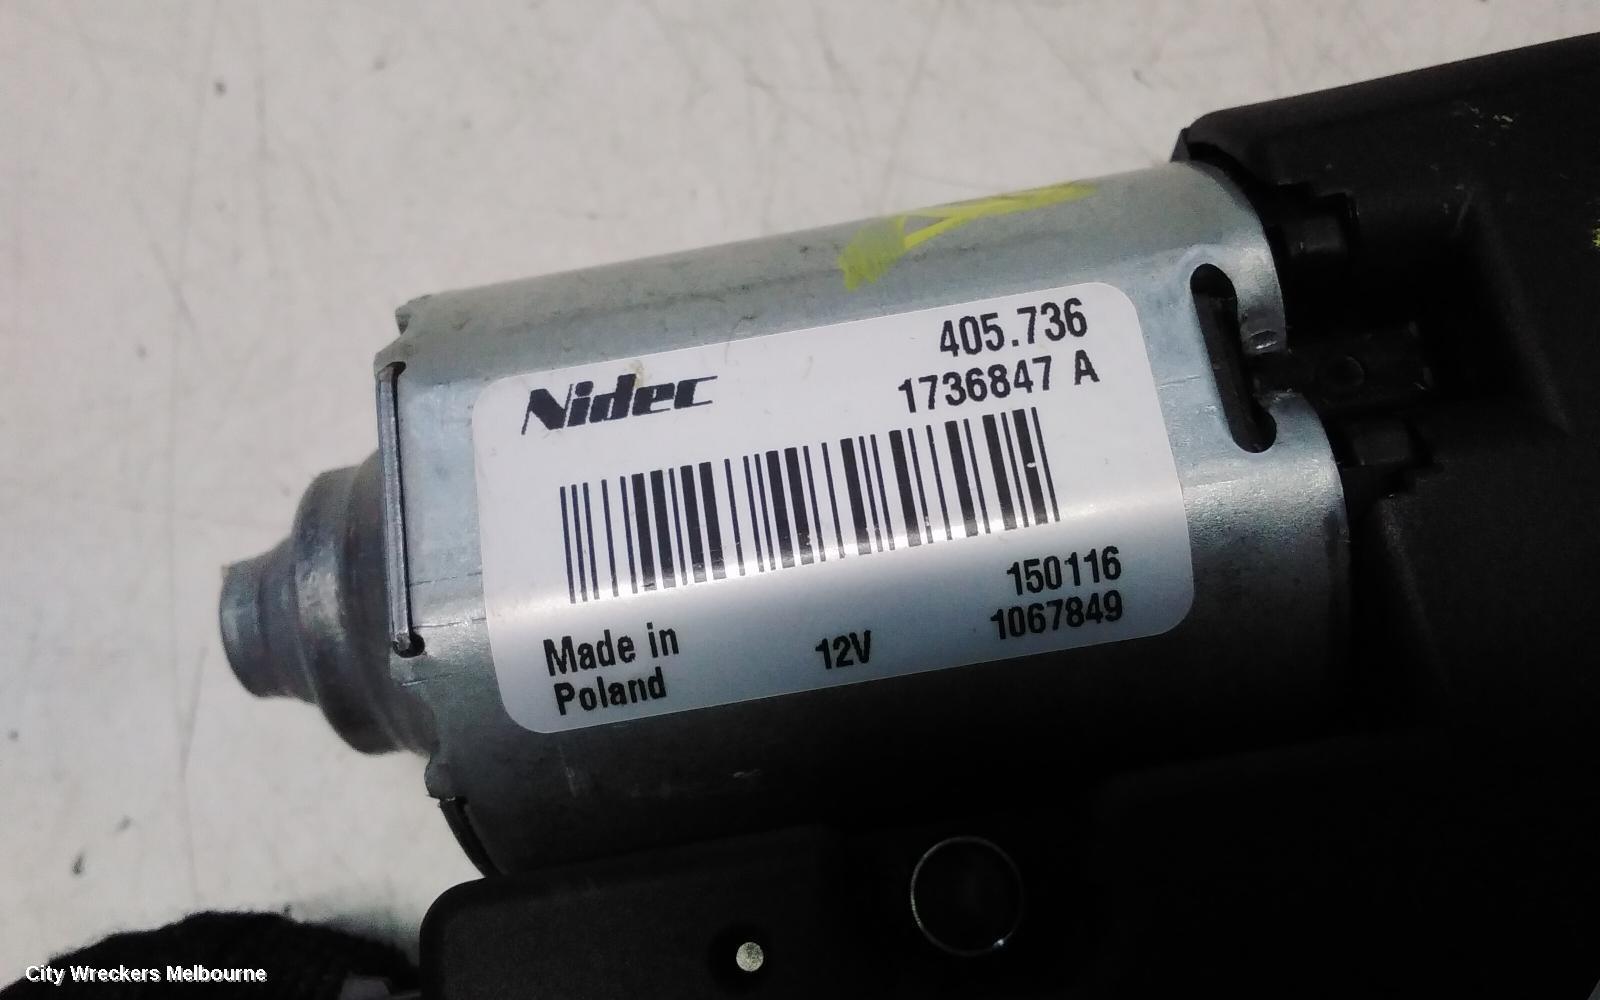 Nidec
405.736
1736847 A
150116
1067849
Made in
Poland
12V
City Wreckers Melbourne